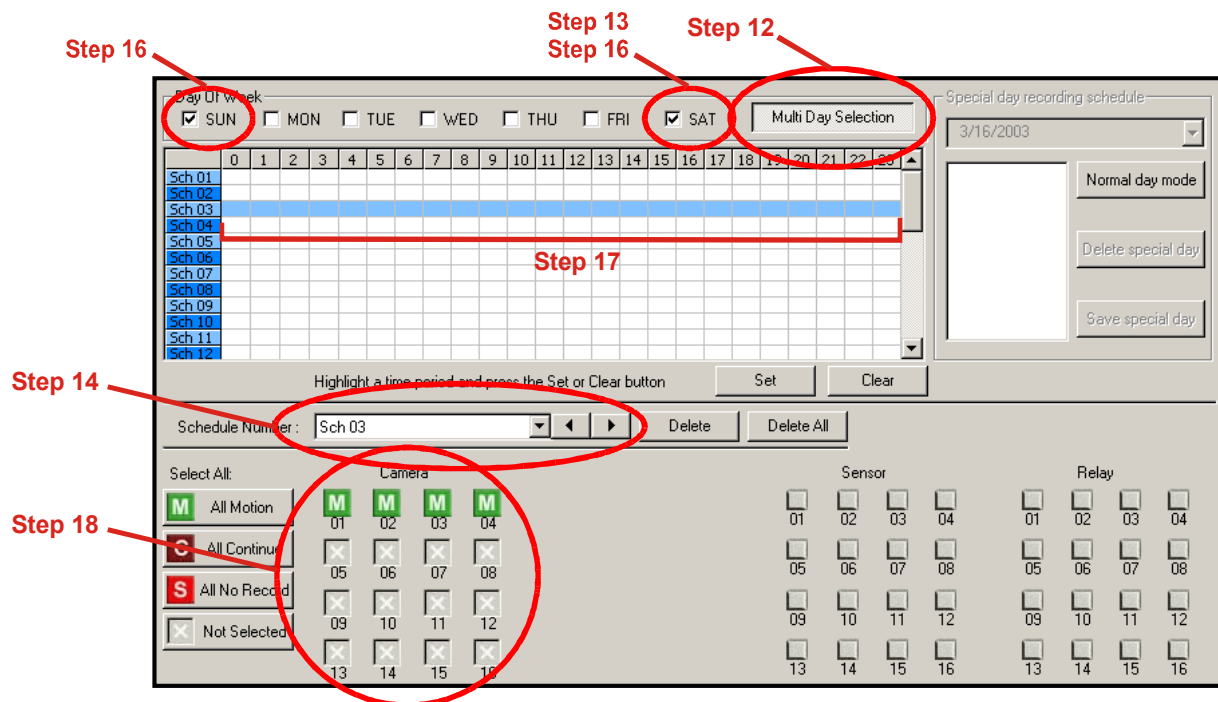 Step 13
Step 16
Step 12
Step 16
Day Of Week
SUN MON TUE WED THU FRI SAT
Multi Day Selection
Special day recording schedule
3/16/2003
0 1 2 3 4 5 6 7 8 9 10 11 12 13 14 15 16 17 18 19 20 21 22 23
Sch 01
Sch 02
Sch 03
Sch 04
Sch 05
Sch 06
Sch 07
Sch 08
Sch 09
Sch 10
Sch 11
Sch 12
Step 17
Normal day mode
Delete special day
Save special day
Highlight a time period and press the Set or Clear button
Set
Clear
Step 14
Schedule Number :
Sch 03
Delete
Delete All
Select All:
M All Motion
C All Continue
S All No Record
Not Selected
Step 18
Camera
M M M M
01 02 03 04
05 06 07 08
09 10 11 12
13 14 15 16
Sensor
01 02 03 04
05 06 07 08
09 10 11 12
13 14 15 16
Relay
01 02 03 04
05 06 07 08
09 10 11 12
13 14 15 16